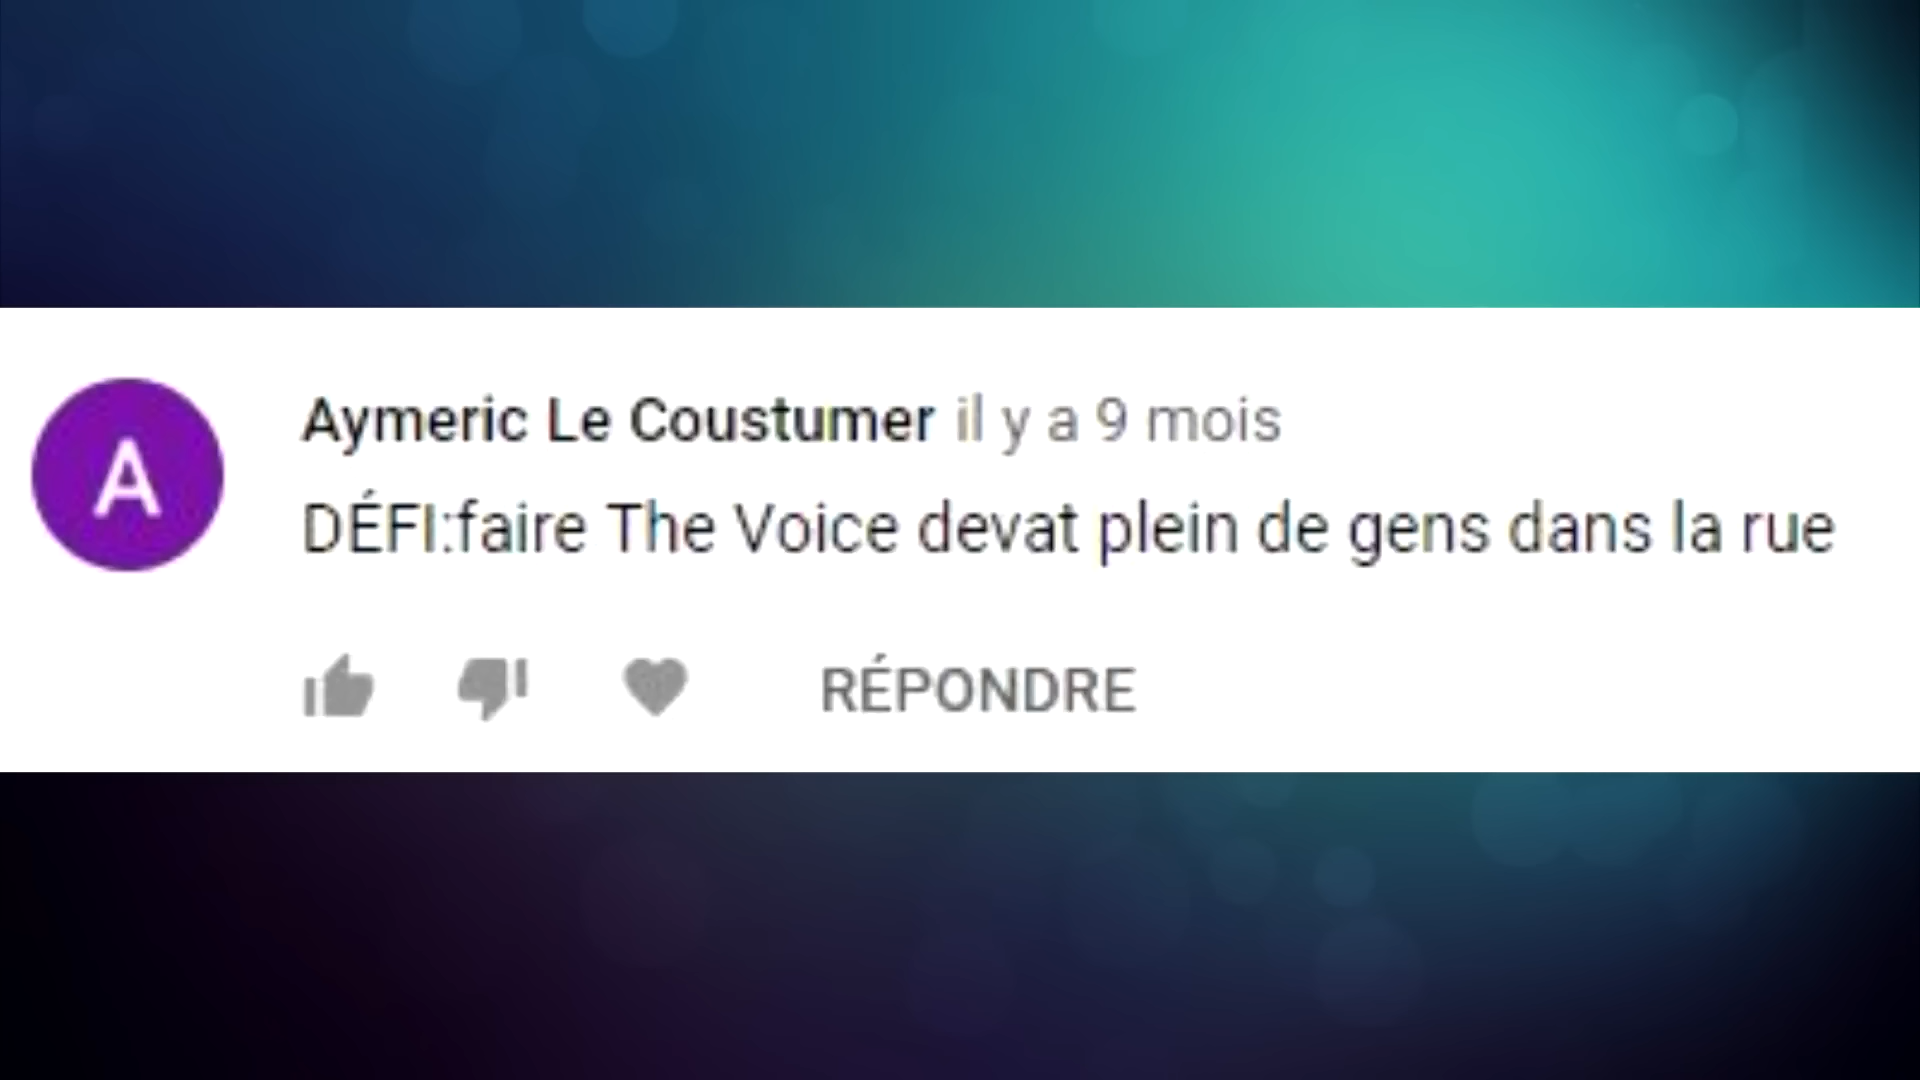 A
Aymeric Le Coustumer il y a 9 mois
DÉFI:faire The Voice devat plein de gens dans la rue
RÉPONDRE